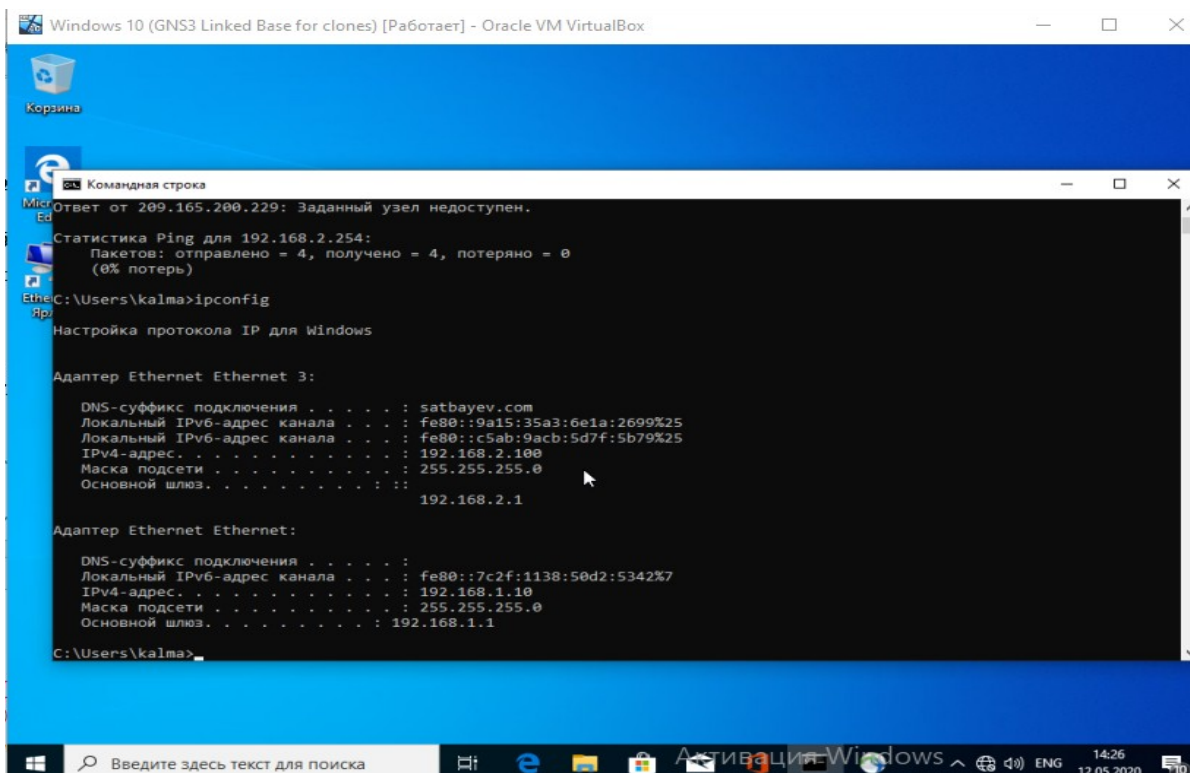 Windows 10 (GNS3 Linked Base for clones) [Работает] - Oracle VM VirtualBox
Корзина
Командная строка
Micr
Ed
Ответ от 209.165.200.229: Заданный узел недоступен.
Статистика Ping для 192.168.2.254:
Пакетов: отправлено = 4, получено = 4, потеряно = 0
(0% потерь)
Ethe
Ярл
C:\Users\kalma>ipconfig
Настройка протокола IP для Windows
Адаптер Ethernet Ethernet 3:
DNS-суффикс подключения . . . . . : satbayev.com
Локальный IPv6-адрес канала . . . : fe80::9a15:35a3:6e1a:2699%25
Локальный IPv6-адрес канала . . . : fe80::c5ab:9acb:5d7f:5b79%25
IPv4-адрес. . . . . . . . . . . . : 192.168.2.100
Маска подсети . . . . . . . . . . : 255.255.255.0
Основной шлюз. . . . . . . . . : ::
192.168.2.1
Адаптер Ethernet Ethernet:
DNS-суффикс подключения . . . . . :
Локальный IPv6-адрес канала . . . : fe80::7c2f:1138:50d2:5342%7
IPv4-адрес. . . . . . . . . . . . : 192.168.1.10
Маска подсети . . . . . . . . . . : 255.255.255.0
Основной шлюз. . . . . . . . . : 192.168.1.1
C:\Users\kalma>
Введите здесь текст для поиска
Активация Windows
ENG
14:26
12.05.2020